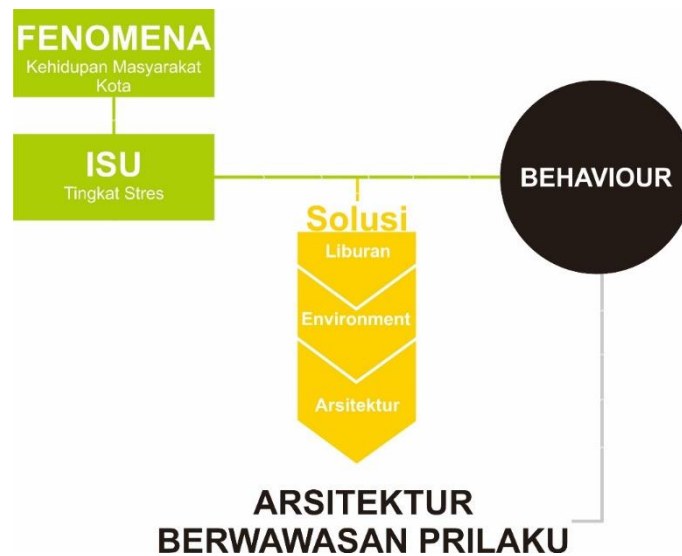 FENOMENA
Kehidupan Masyarakat
Kota
ISU
Tingkat Stres
BEHAVIOUR
Solusi
Liburan
Environment
Arsitektur
ARSITEKTUR
BERWAWASAN PRILAKU